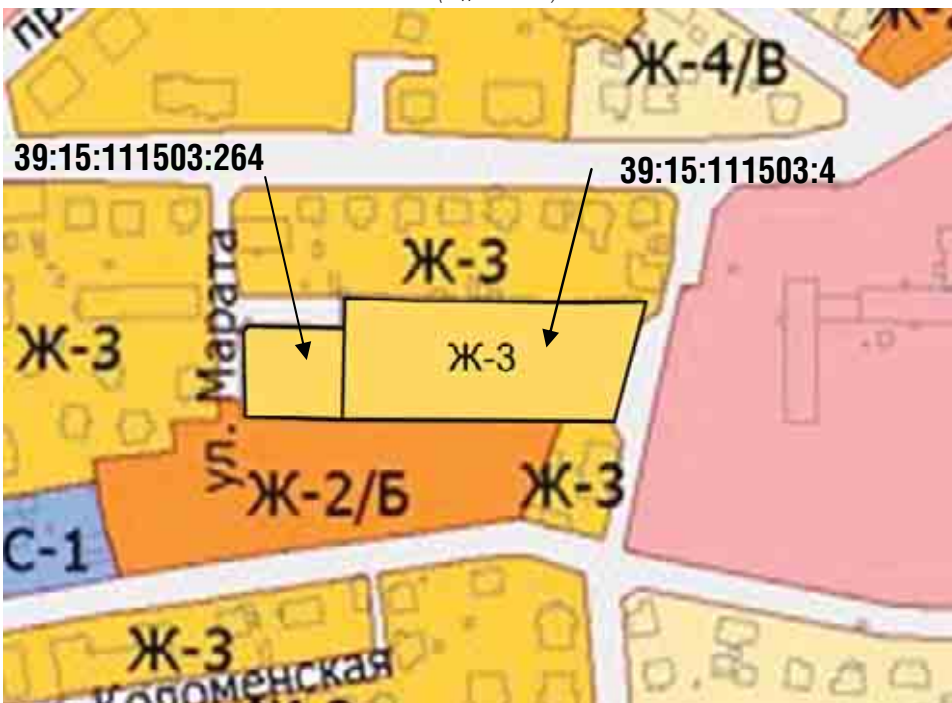 Ж-4/В
39:15:111503:264
39:15:111503:4
Ж-3
ул. Марата
Ж-3
Ж-3
Ж-2/Б
Ж-3
С-1
Ж-3
Коломенская